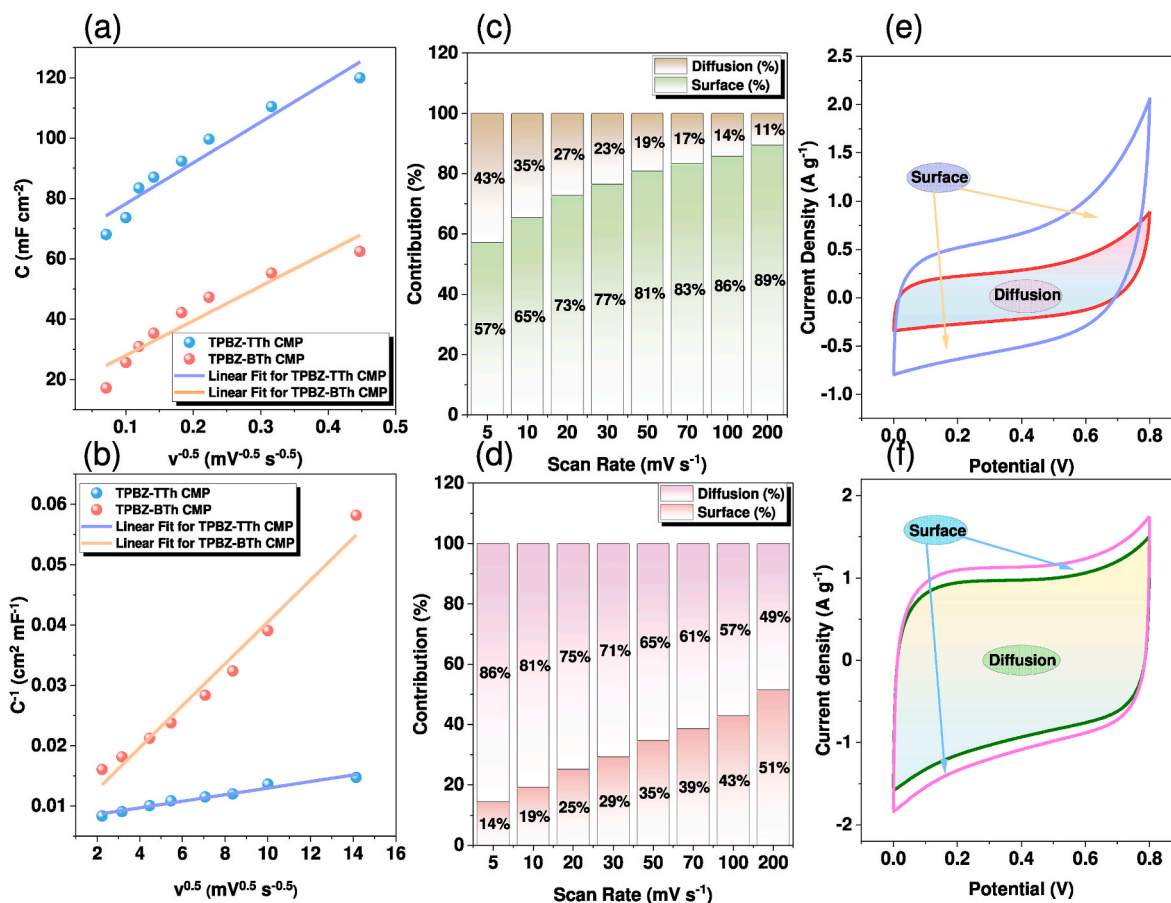 (a)
C (mF cm-2)
120
100
80
60
40
20
TPBZ-TTh CMP
TPBZ-BTh CMP
Linear Fit for TPBZ-TTh CMP
Linear Fit for TPBZ-BTh CMP
0.1 0.2 0.3 0.4 0.5
v-0.5 (mV-0.5 s-0.5)
(b)
C-1 (cm2 mF-1)
0.06
0.05
0.04
0.03
0.02
0.01
TPBZ-TTh CMP
TPBZ-BTh CMP
Linear Fit for TPBZ-TTh CMP
Linear Fit for TPBZ-BTh CMP
2 4 6 8 10 12 14 16
v0.5 (mV0.5 s-0.5)
(c)
Contribution (%)
120
100
80
60
40
20
0
Diffusion (%)
Surface (%)
43% 35% 27% 23% 19% 17% 14% 11%
57% 65% 73% 77% 81% 83% 86% 89%
5 10 20 30 50 70 100 200
Scan Rate (mV s-1)
(d)
Contribution (%)
120
100
80
60
40
20
0
Diffusion (%)
Surface (%)
86% 81% 75% 71% 65% 61% 57% 49%
14% 19% 25% 29% 35% 39% 43% 51%
5 10 20 30 50 70 100 200
Scan Rate (mV s-1)
(e)
Current Density (A g-1)
2.5
2.0
1.5
1.0
0.5
0.0
-0.5
-1.0
Surface
Diffusion
0.0 0.2 0.4 0.6 0.8
Potential (V)
(f)
Current density (A g-1)
2
1
0
-1
-2
Surface
Diffusion
0.0 0.2 0.4 0.6 0.8
Potential (V)